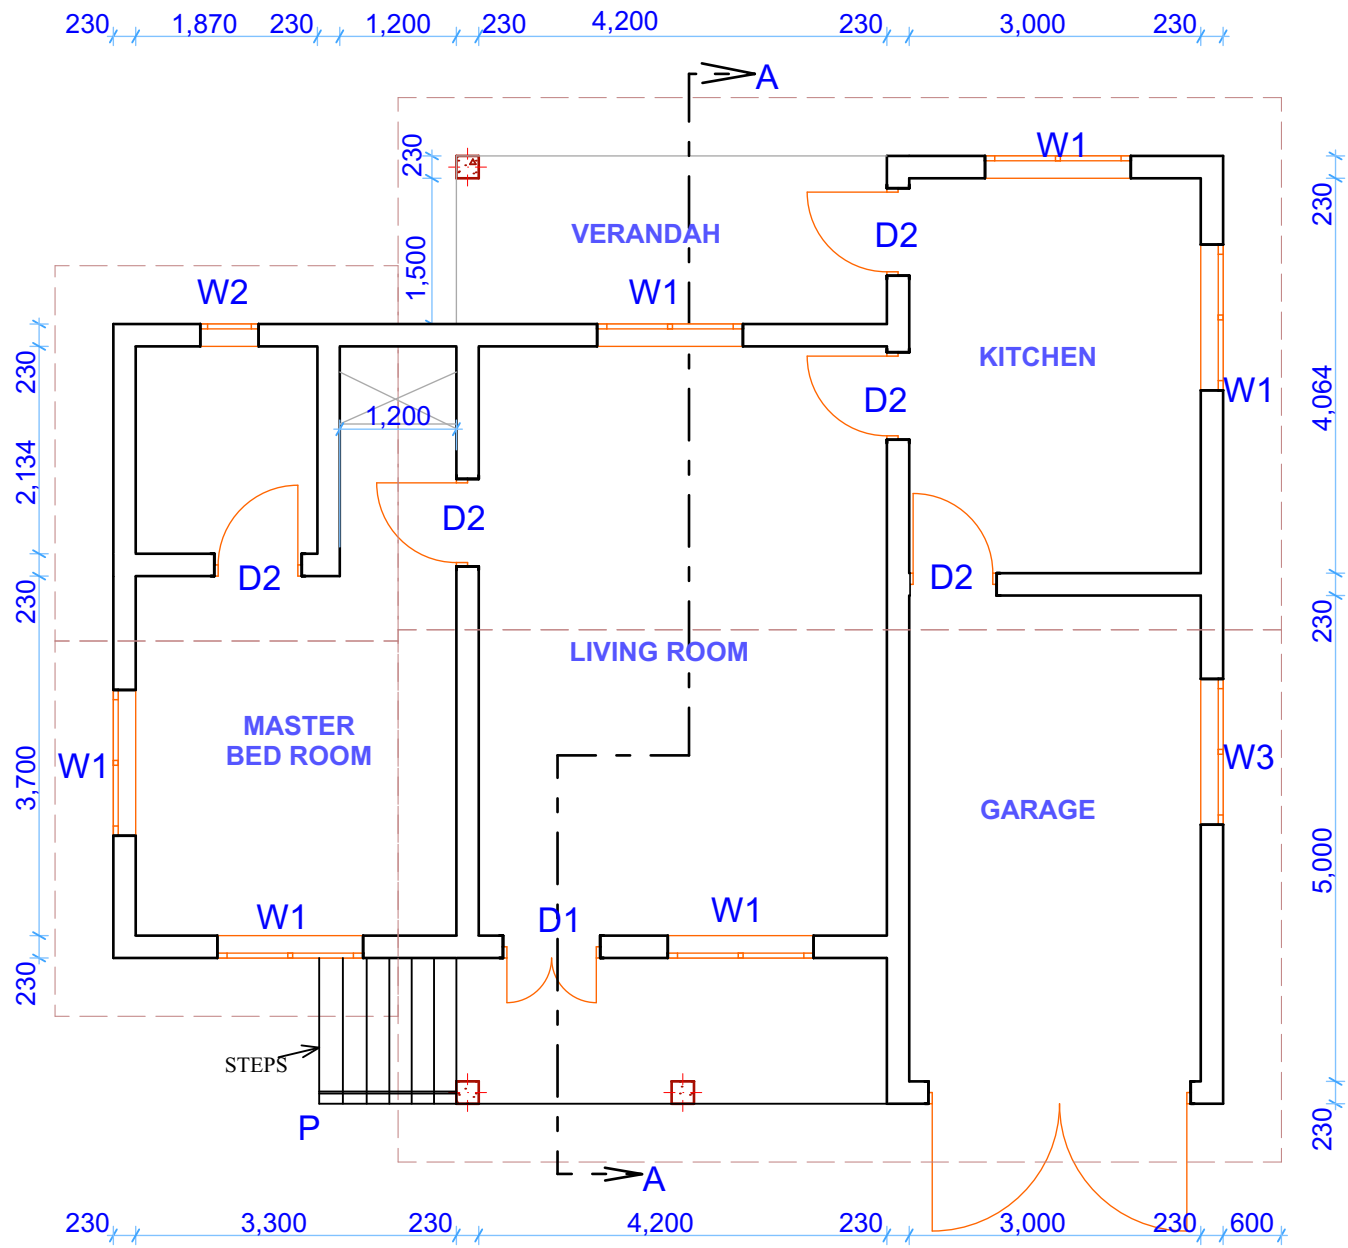 230 1,870 230 1,200 230 4,200 230 3,000 230
A
W1
230
230
VERANDAH
D2
1,500
W2
W1
KITCHEN
230
D2
W1
4,064
1,200
2,134
D2
D2
D2
230
230
LIVING ROOM
MASTER
BED ROOM
W1
W3
3,700
GARAGE
5,000
W1
D1
W1
230
STEPS
P
230
A
230 3,300 230 4,200 230 3,000 230 600